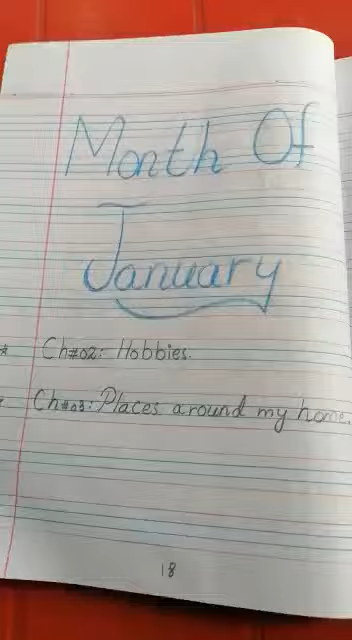 Month Of
January
* Ch#02: Hobbies.
* Ch#03: Places around my home.
18